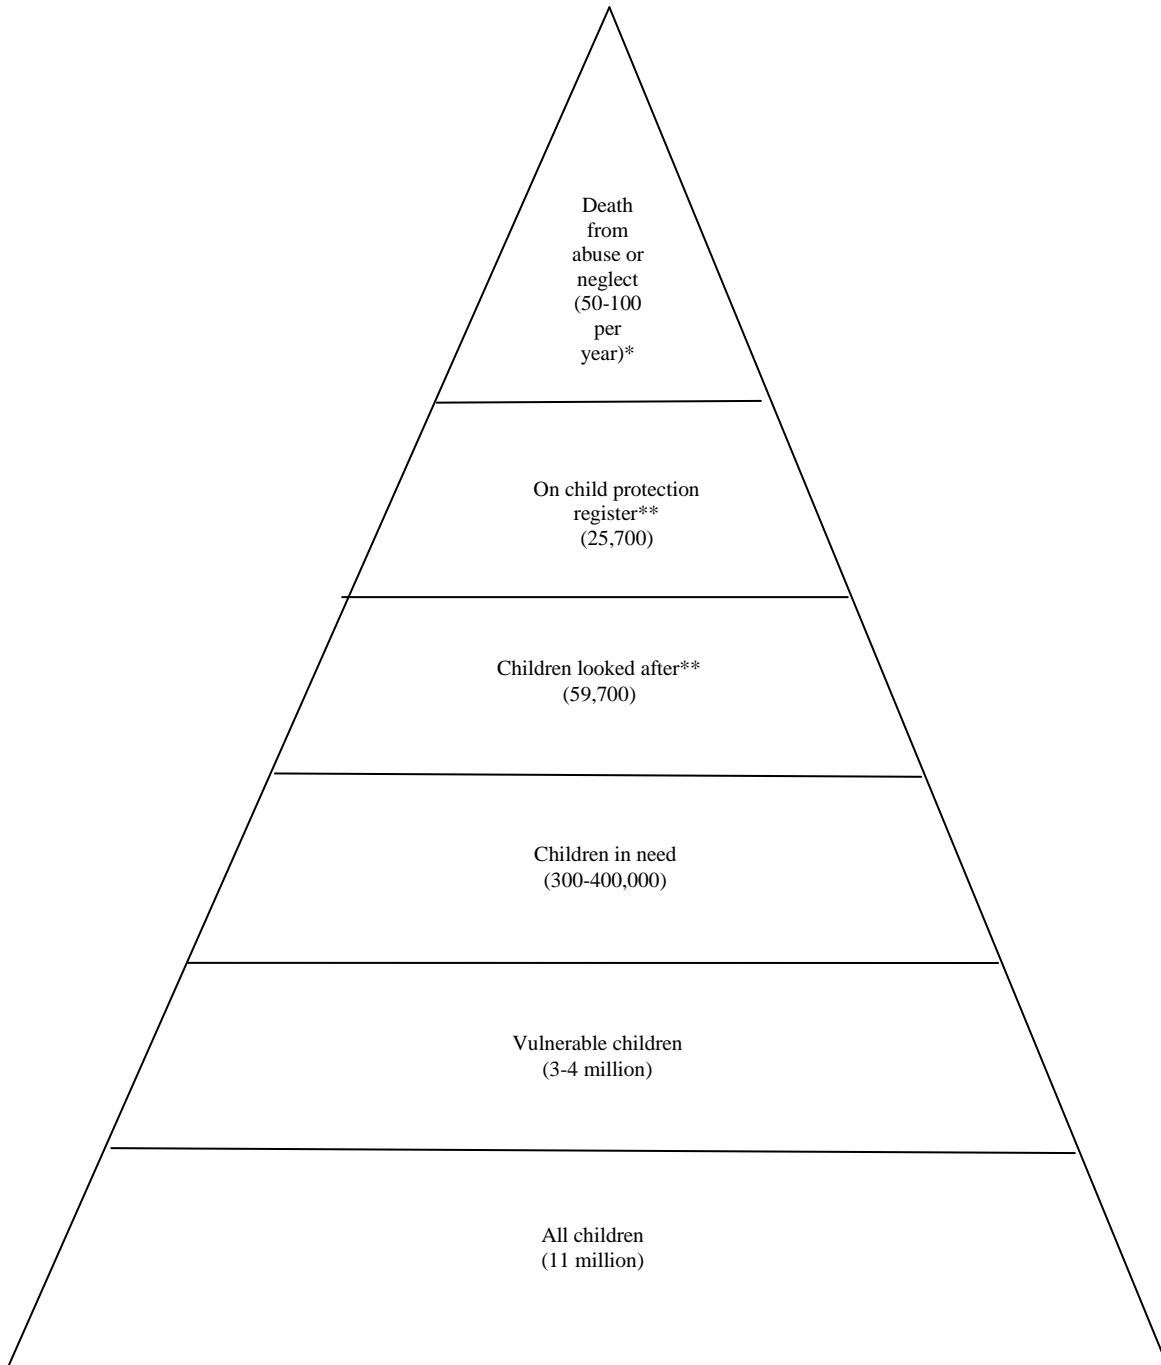 Death
from
abuse or
neglect
(50-100
per
year)*
On child protection
register**
(25,700)
Children looked after**
(59,700)
Children in need
(300-400,000)
Vulnerable children
(3-4 million)
All children
(11 million)